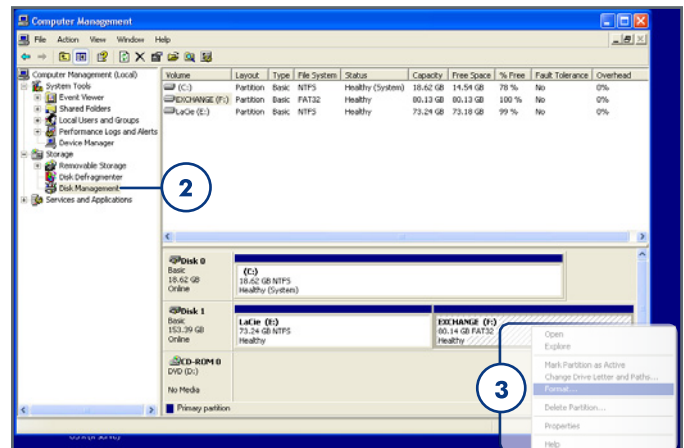 Computer Management
File Action View Window Help
Computer Management (Local)
System Tools
Event Viewer
Shared Folders
Local Users and Groups
Performance Logs and Alerts
Device Manager
Storage
Removable Storage
Disk Defragmenter
Disk Management
Services and Applications
2
Volume Layout Type File System Status Capacity Free Space % Free Fault Tolerance Overhead
(C:) Partition Basic NTFS Healthy (System) 18.62 GB 14.54 GB 78 % No 0%
EXCHANGE (F:) Partition Basic FAT32 Healthy 80.13 GB 80.13 GB 100 % No 0%
LaCie (E:) Partition Basic NTFS Healthy 73.24 GB 73.18 GB 99 % No 0%
Disk 0
Basic
18.62 GB
Online
(C:)
18.62 GB NTFS
Healthy (System)
Disk 1
Basic
153.39 GB
Online
LaCie (E:)
73.24 GB NTFS
Healthy
EXCHANGE (F:)
80.14 GB FAT32
Healthy
CD-ROM 0
DVD (D:)
No Media
Primary partition
3
Open
Explore
Mark Partition as Active
Change Drive Letter and Paths...
Format...
Delete Partition...
Properties
Help